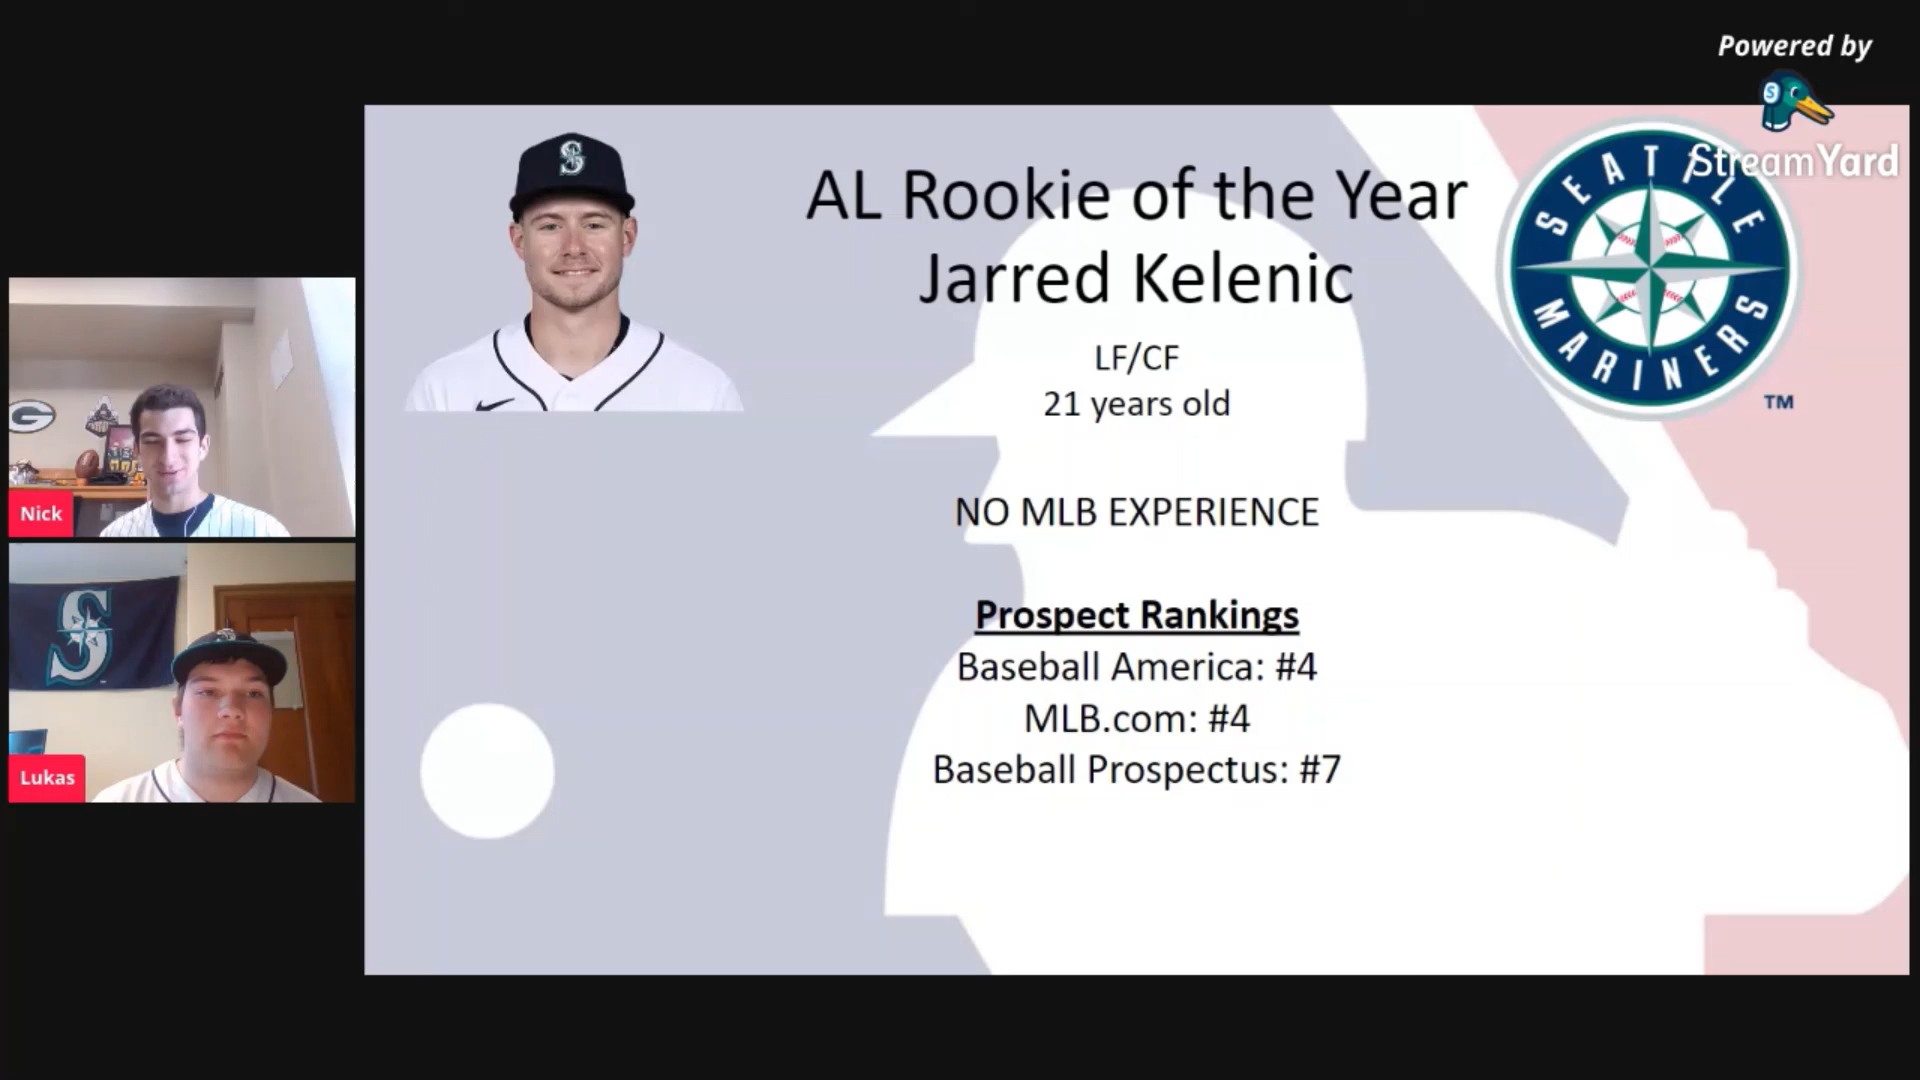 Powered by
StreamYard
S
AL Rookie of the Year
Jarred Kelenic
SEATTLE
MARINERS
TM
LF/CF
21 years old
NO MLB EXPERIENCE
Prospect Rankings
Baseball America: #4
MLB.com: #4
Baseball Prospectus: #7
G
Nick
S
Lukas